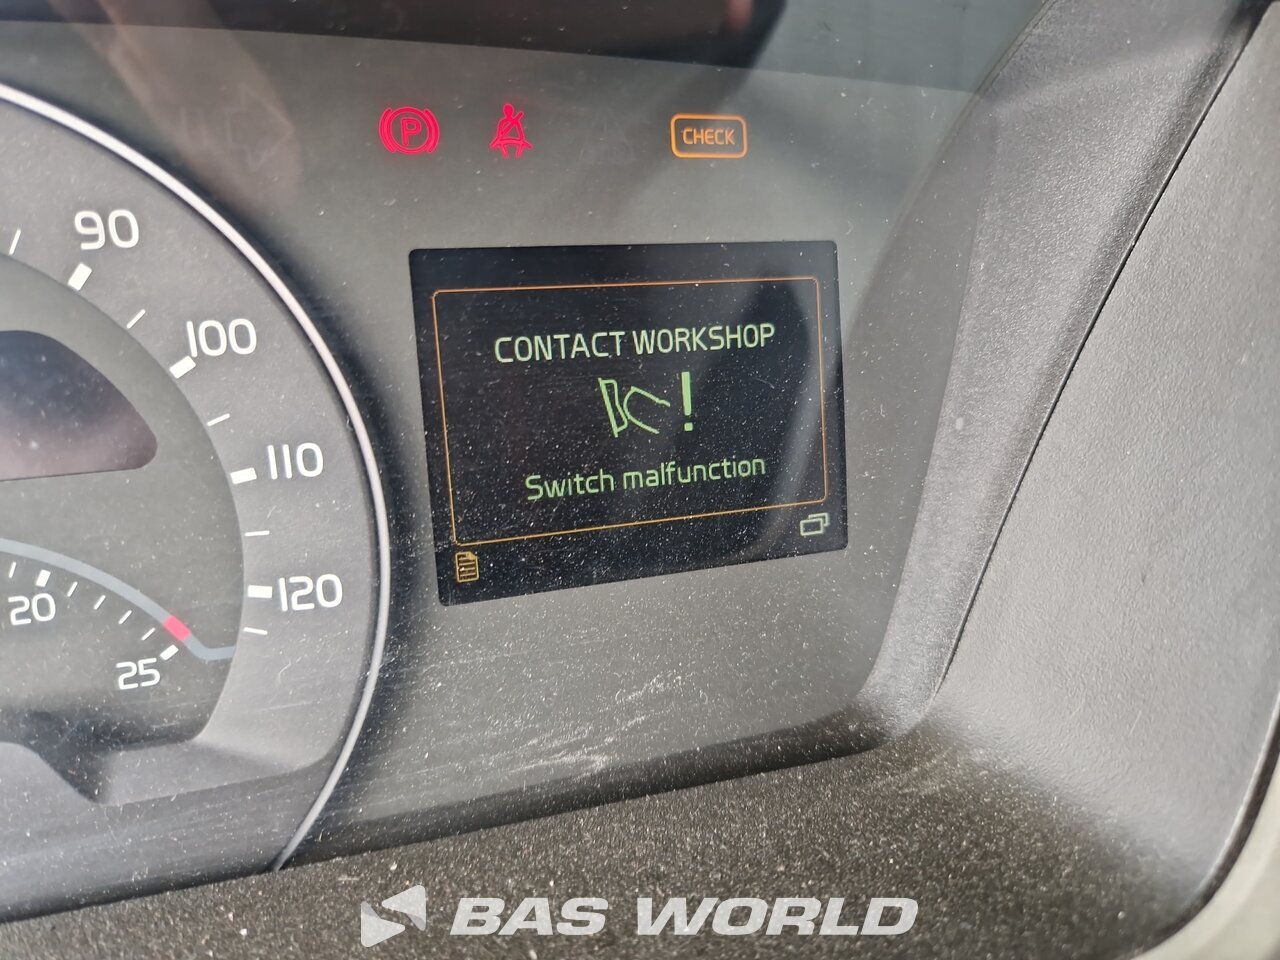 P
CHECK
90
100
110
120
20
25
CONTACT WORKSHOP
!
Switch malfunction
BAS WORLD